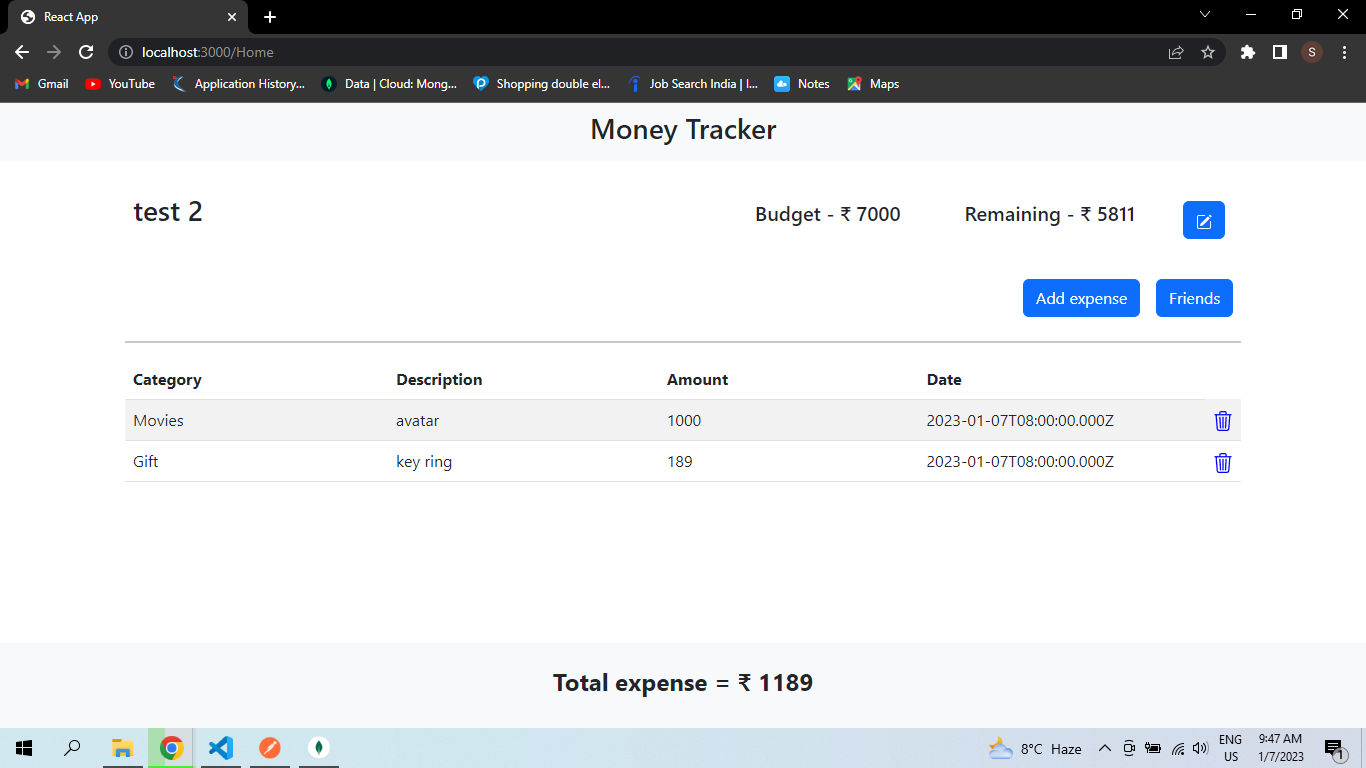 React App
localhost:3000/Home
S
Gmail YouTube Application History... Data | Cloud: Mong... Shopping double el... Job Search India | I... Notes Maps
Money Tracker
test 2 Budget - ₹ 7000 Remaining - ₹ 5811
Add expense Friends
Category Description Amount Date
Movies avatar 1000 2023-01-07T08:00:00.000Z
Gift key ring 189 2023-01-07T08:00:00.000Z
Total expense = ₹ 1189
8°C Haze ENG 9:47 AM
US 1/7/2023 1